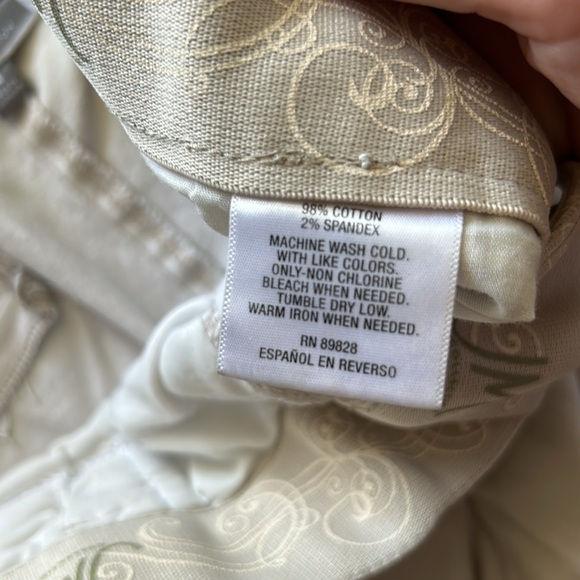 98% COTTON
2% SPANDEX
MACHINE WASH COLD.
WITH LIKE COLORS.
ONLY-NON CHLORINE
BLEACH WHEN NEEDED.
TUMBLE DRY LOW.
WARM IRON WHEN NEEDED.
RN 89828
ESPAÑOL EN REVERSO